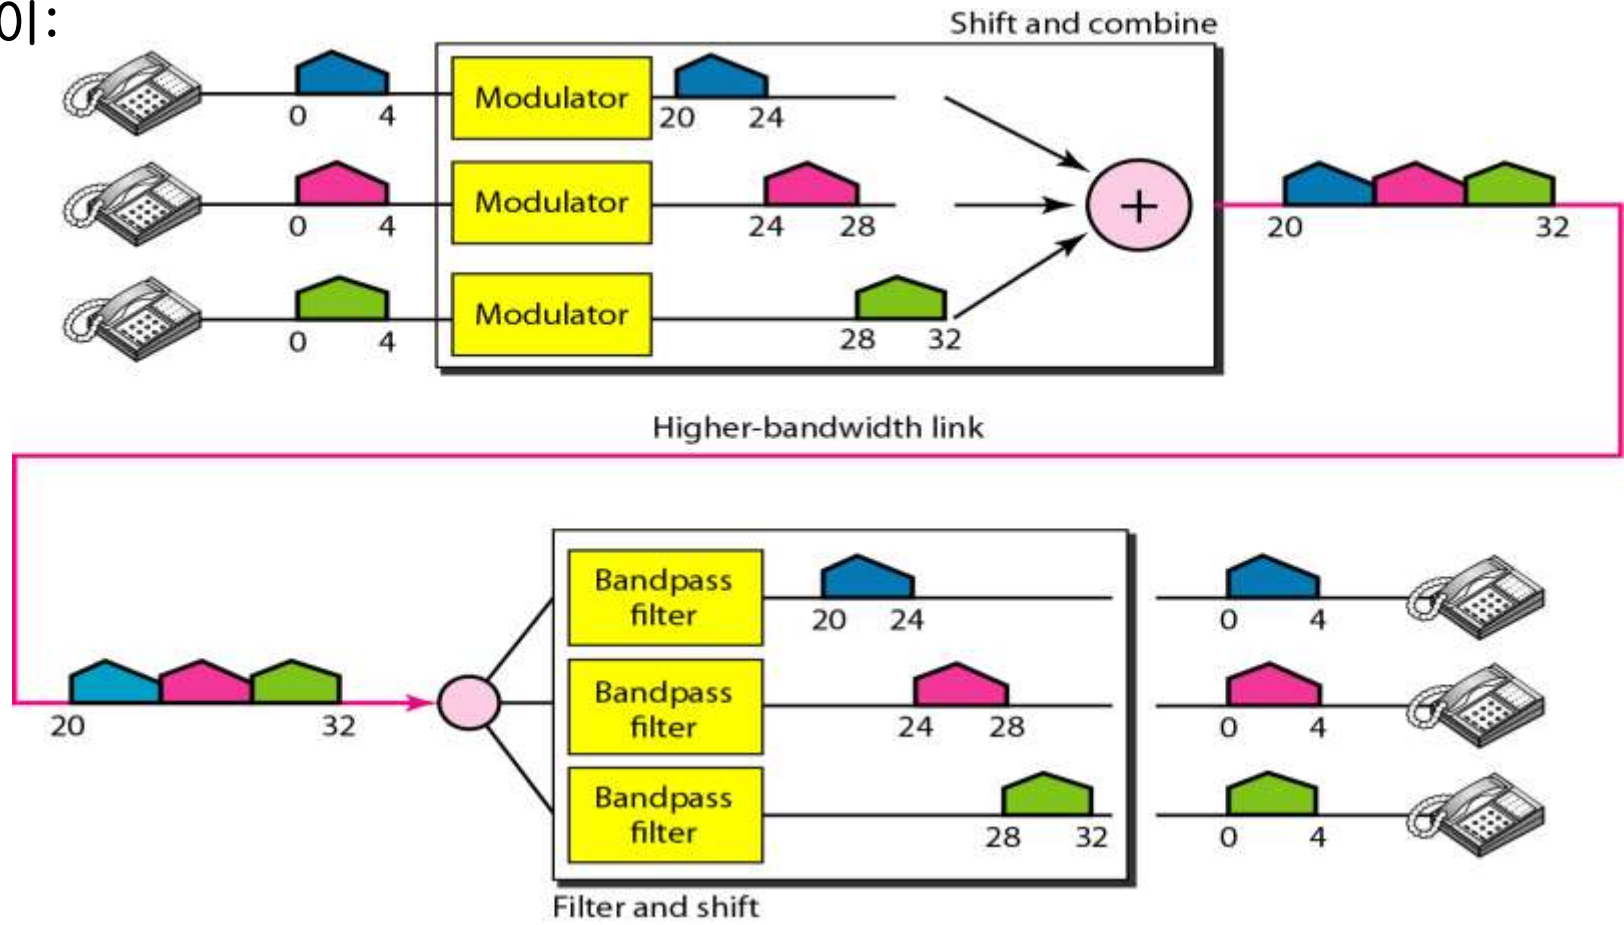 이:
Shift and combine
Modulator
0 4
20 24
Modulator
0 4
24 28
+
20 32
Modulator
0 4
28 32
Higher-bandwidth link
Bandpass
filter
20 24
0 4
Bandpass
filter
24 28
0 4
20 32
Bandpass
filter
28 32
0 4
Filter and shift